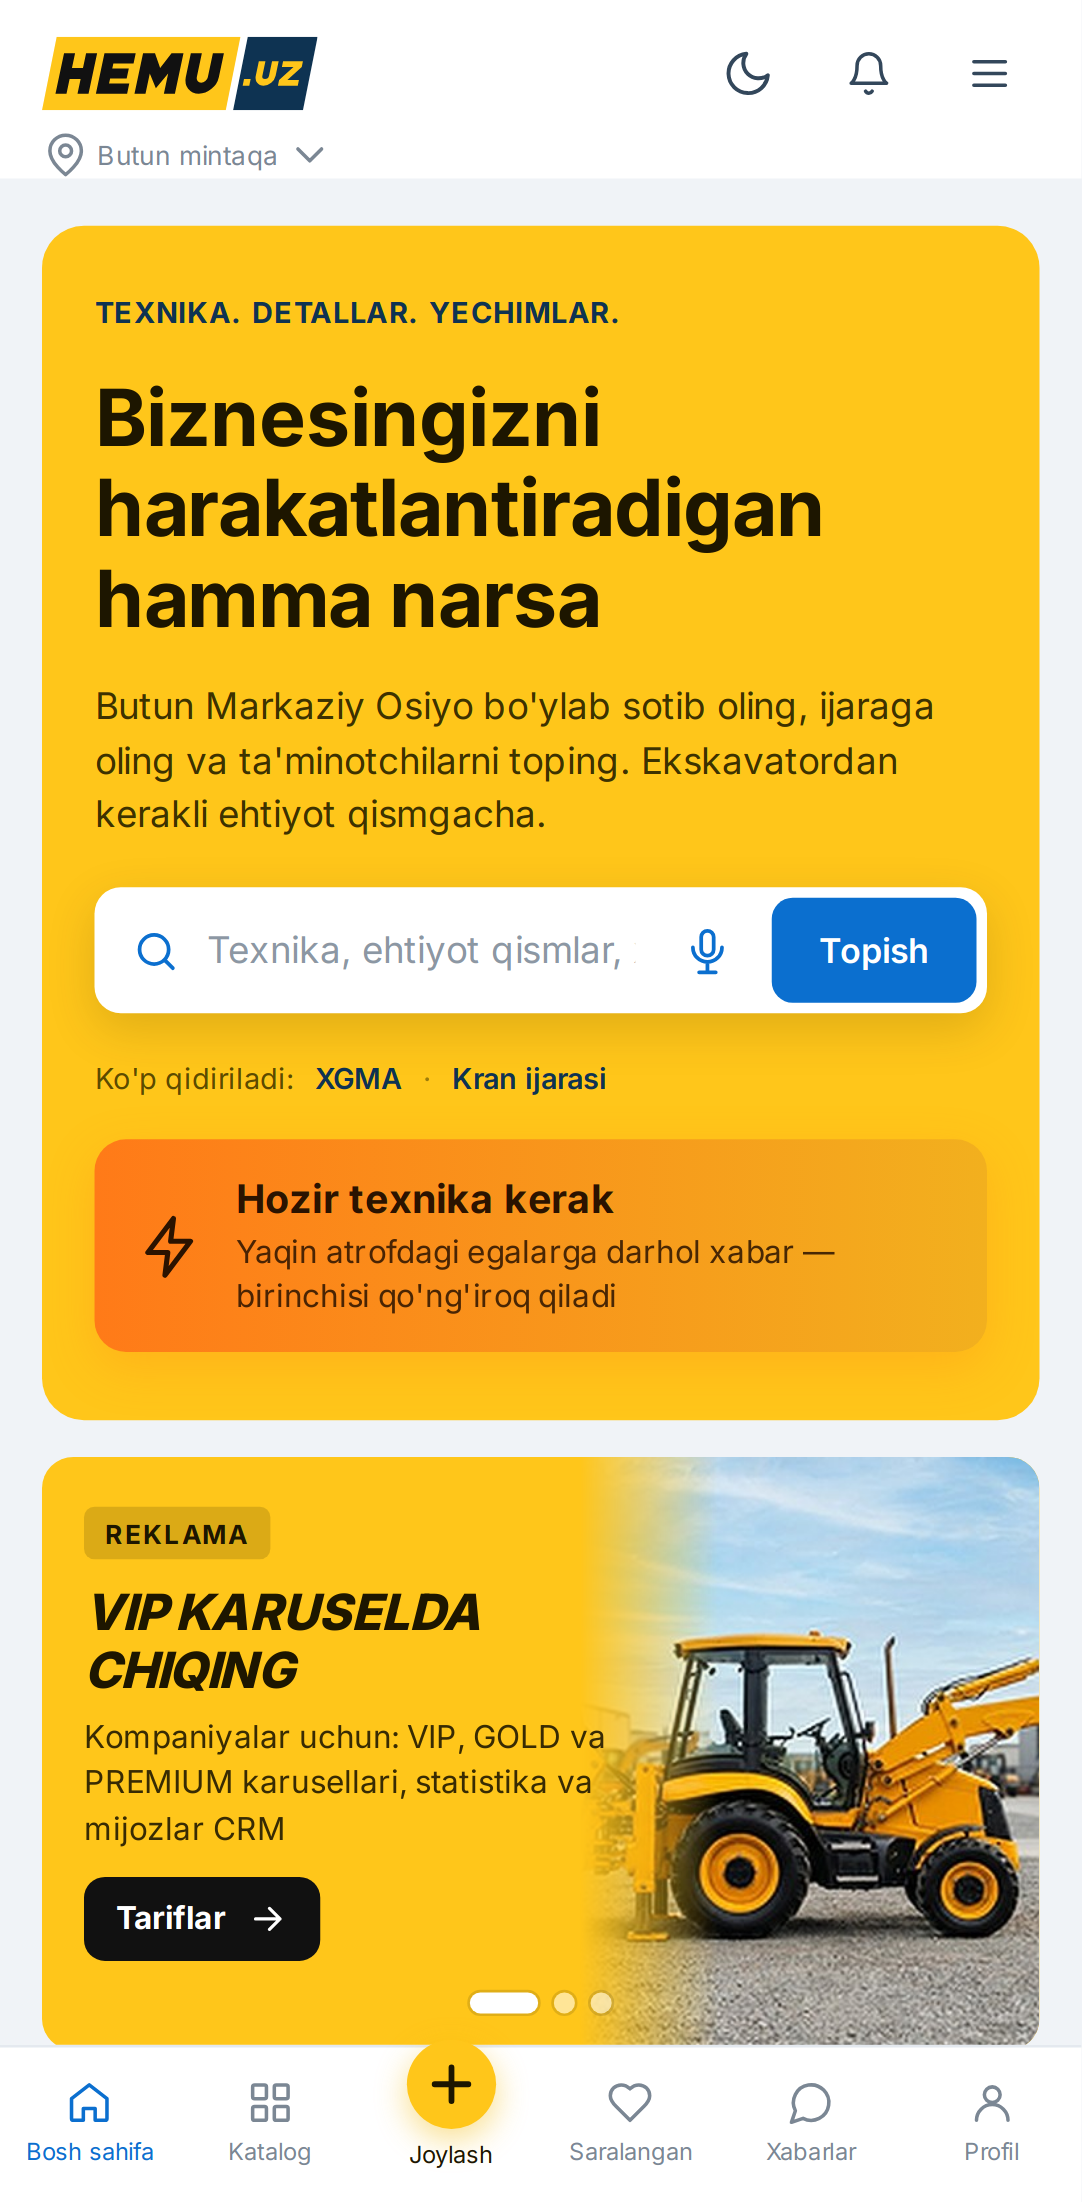 HEMU.UZ
Butun mintaqa
TEXNIKA. DETALLAR. YECHIMLAR.
Biznesingizni
harakatlantiradigan
hamma narsa
Butun Markaziy Osiyo bo'ylab sotib oling, ijaraga
oling va ta'minotchilarni toping. Ekskavatordan
kerakli ehtiyot qismgacha.
Texnika, ehtiyot qismlar,
Topish
Ko'p qidiriladi: XGMA · Kran ijarasi
Hozir texnika kerak
Yaqin atrofdagi egalarga darhol xabar —
birinchisi qo'ng'iroq qiladi
REKLAMA
VIP KARUSELDA
CHIQING
Kompaniyalar uchun: VIP, GOLD va
PREMIUM karusellari, statistika va
mijozlar CRM
Tariflar →
Bosh sahifa
Katalog
Joylash
Saralangan
Xabarlar
Profil